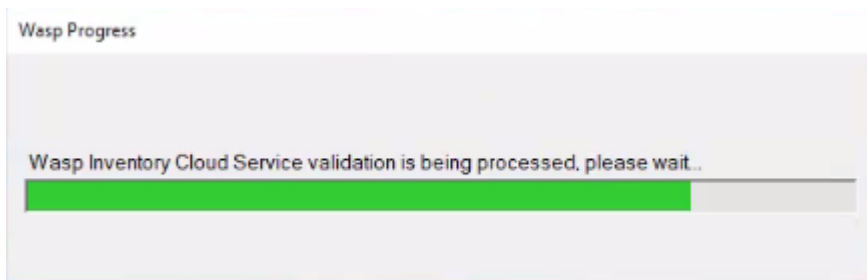 Wasp Progress
Wasp Inventory Cloud Service validation is being processed, please wait...